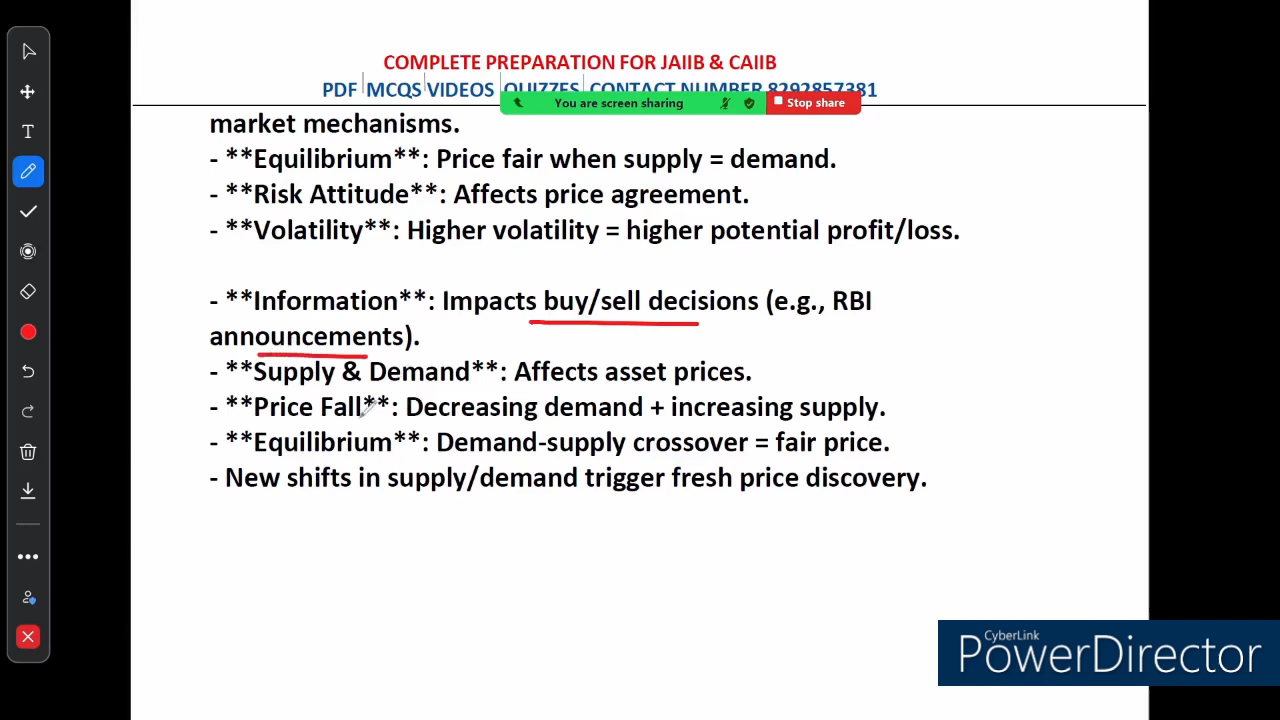 COMPLETE PREPARATION FOR JAIIB & CAIIB
PDF MCQS VIDEOS QUIZZES CONTACT NUMBER 8292857381
You are screen sharing
Stop share
market mechanisms.
- **Equilibrium**: Price fair when supply = demand.
- **Risk Attitude**: Affects price agreement.
- **Volatility**: Higher volatility = higher potential profit/loss.
- **Information**: Impacts buy/sell decisions (e.g., RBI
announcements).
- **Supply & Demand**: Affects asset prices.
- **Price Fall**: Decreasing demand + increasing supply.
- **Equilibrium**: Demand-supply crossover = fair price.
- New shifts in supply/demand trigger fresh price discovery.
CyberLink
PowerDirector